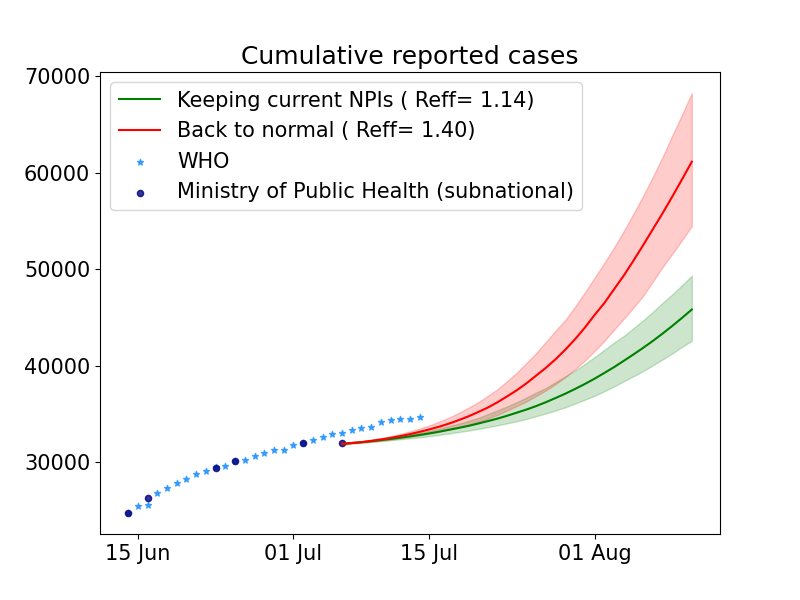 Cumulative reported cases
70000
60000
50000
40000
30000
Keeping current NPIs ( Reff= 1.14)
Back to normal ( Reff= 1.40)
WHO
Ministry of Public Health (subnational)
15 Jun
01 Jul
15 Jul
01 Aug